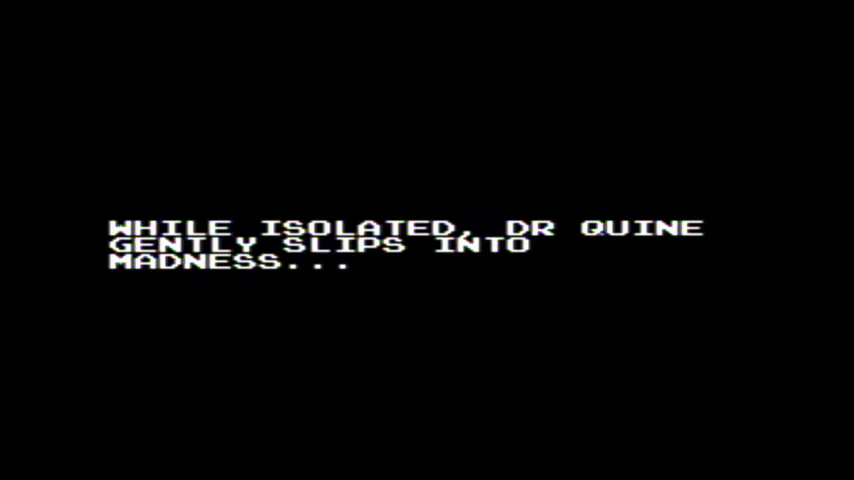 WHILE ISOLATED, DR QUINE
GENTLY SLIPS INTO
MADNESS...